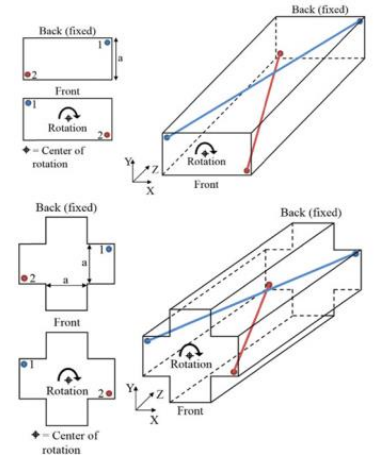 Back (fixed)
1
a
2
Front
1
Rotation
2
= Center of
rotation
Back (fixed)
Rotation
Front
Y
Z
X
Back (fixed)
1
a
2
a
Front
1
Rotation
2
= Center of
rotation
Back (fixed)
Rotation
Front
Y
Z
X